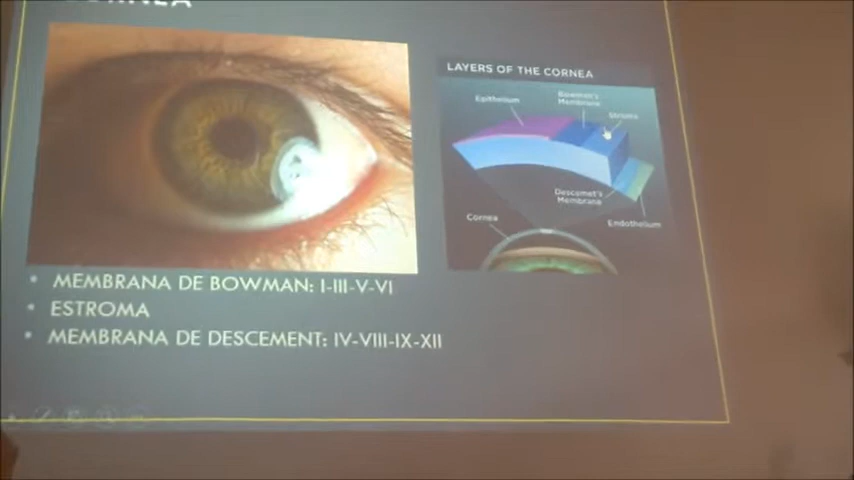 LAYERS OF THE CORNEA
Epithelium
Bowman's
Membrane
Stroma
Descemet's
Membrane
Cornea
Endothelium
• MEMBRANA DE BOWMAN: I-III-V-VI
• ESTROMA
• MEMBRANA DE DESCEMENT: IV-VIII-IX-XII